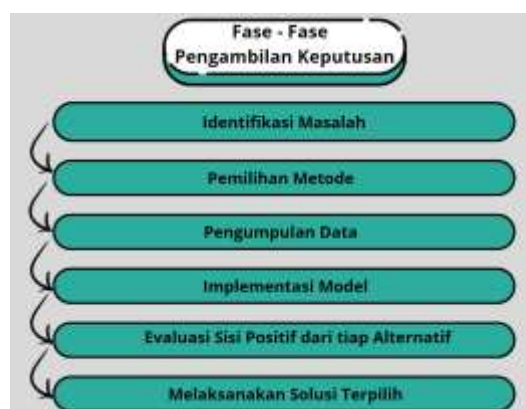 Fase - Fase
Pengambilan Keputusan
Identifikasi Masalah
Pemilihan Metode
Pengumpulan Data
Implementasi Model
Evaluasi Sisi Positif dari tiap Alternatif
Melaksanakan Solusi Terpilih